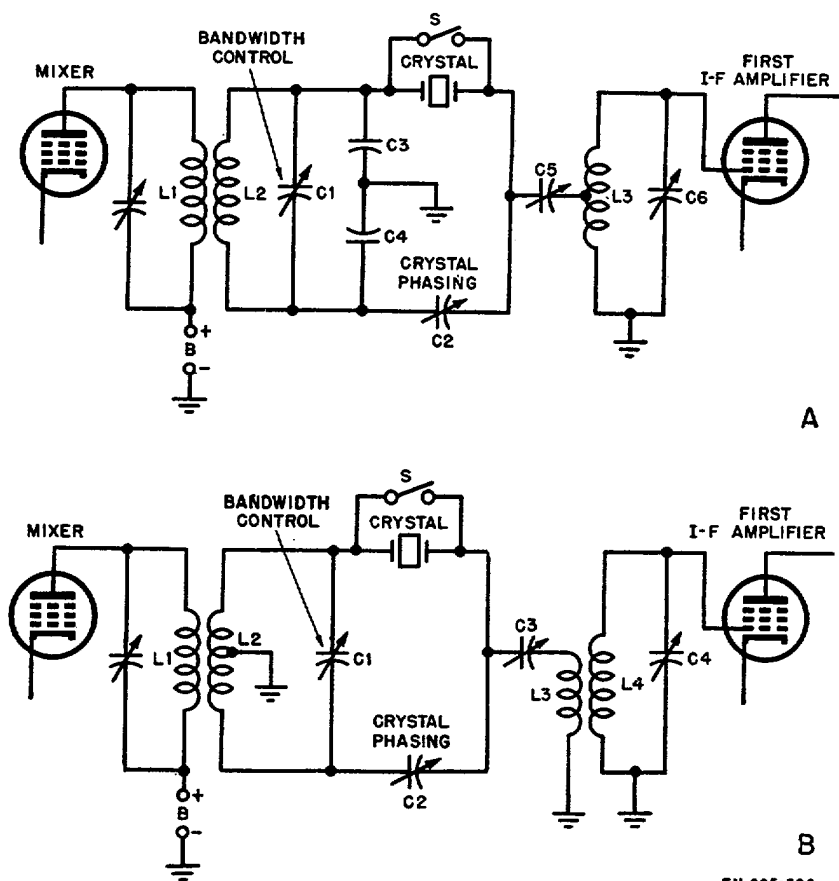 S
BANDWIDTH
CONTROL
CRYSTAL
MIXER
FIRST
I-F AMPLIFIER
C3
C5
L1
L2
C1
L3
C6
C4
CRYSTAL
PHASING
C2
+
B
-
A
S
BANDWIDTH
CONTROL
CRYSTAL
MIXER
FIRST
I-F AMPLIFIER
L2
C3
L1
C1
L3
L4
C4
CRYSTAL
PHASING
C2
+
B
-
B